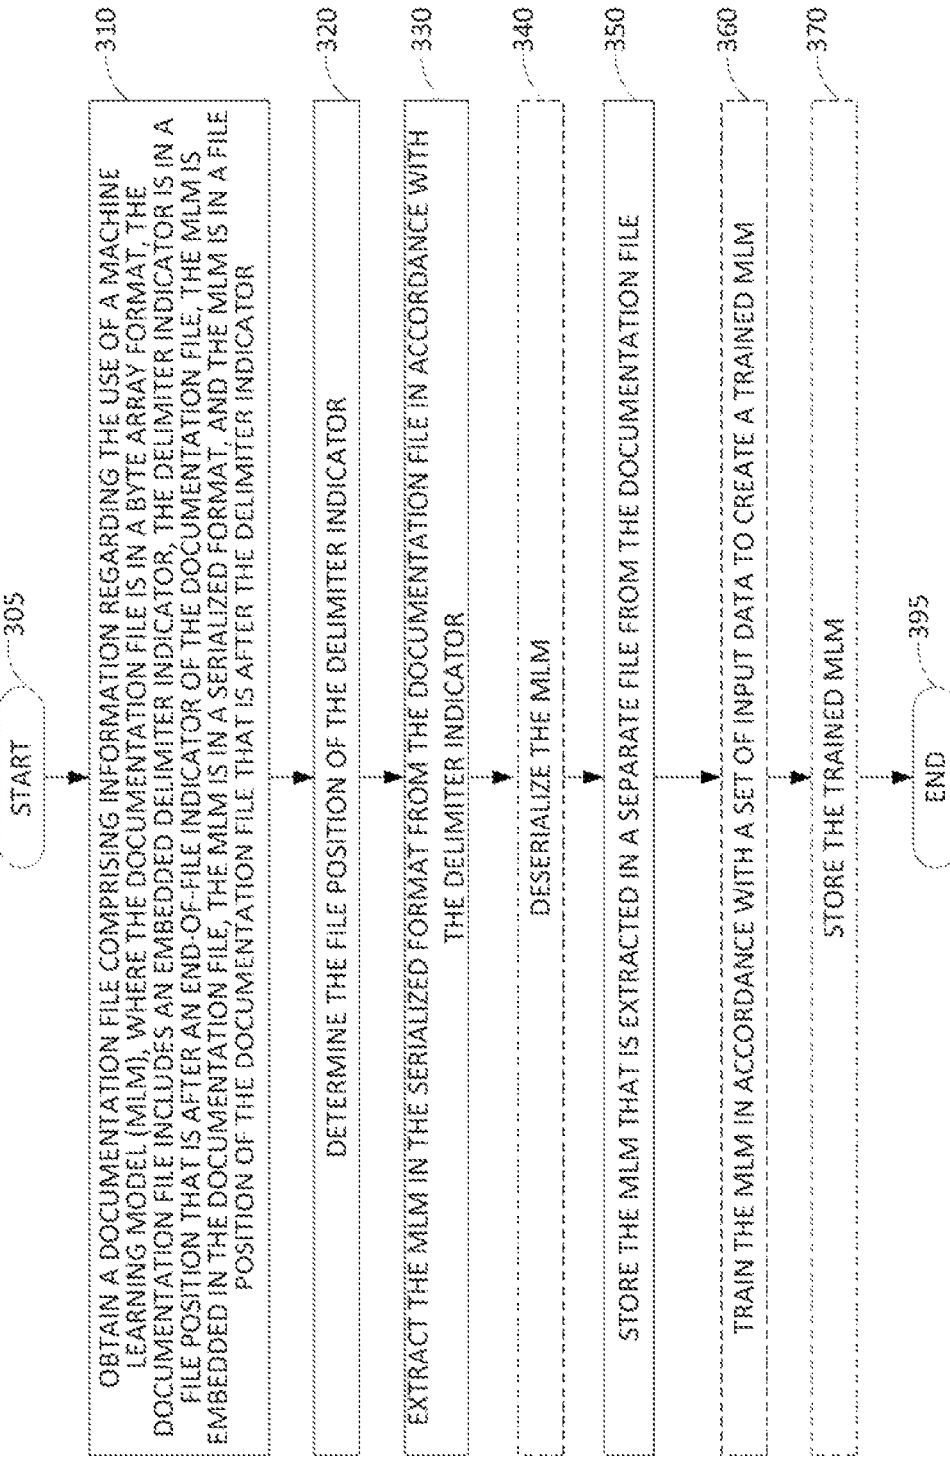 START
305
OBTAIN A DOCUMENTATION FILE COMPRISING INFORMATION REGARDING THE USE OF A MACHINE
LEARNING MODEL (MLM), WHERE THE DOCUMENTATION FILE IS IN A BYTE ARRAY FORMAT, THE
DOCUMENTATION FILE INCLUDES AN EMBEDDED DELIMITER INDICATOR, THE DELIMITER INDICATOR IS IN A
FILE POSITION THAT IS AFTER AN END-OF-FILE INDICATOR OF THE DOCUMENTATION FILE, THE MLM IS
EMBEDDED IN THE DOCUMENTATION FILE, THE MLM IS IN A SERIALIZED FORMAT, AND THE MLM IS IN A FILE
POSITION OF THE DOCUMENTATION FILE THAT IS AFTER THE DELIMITER INDICATOR
310
DETERMINE THE FILE POSITION OF THE DELIMITER INDICATOR
320
EXTRACT THE MLM IN THE SERIALIZED FORMAT FROM THE DOCUMENTATION FILE IN ACCORDANCE WITH
THE DELIMITER INDICATOR
330
DESERIALIZE THE MLM
340
STORE THE MLM THAT IS EXTRACTED IN A SEPARATE FILE FROM THE DOCUMENTATION FILE
350
TRAIN THE MLM IN ACCORDANCE WITH A SET OF INPUT DATA TO CREATE A TRAINED MLM
360
STORE THE TRAINED MLM
370
END
395